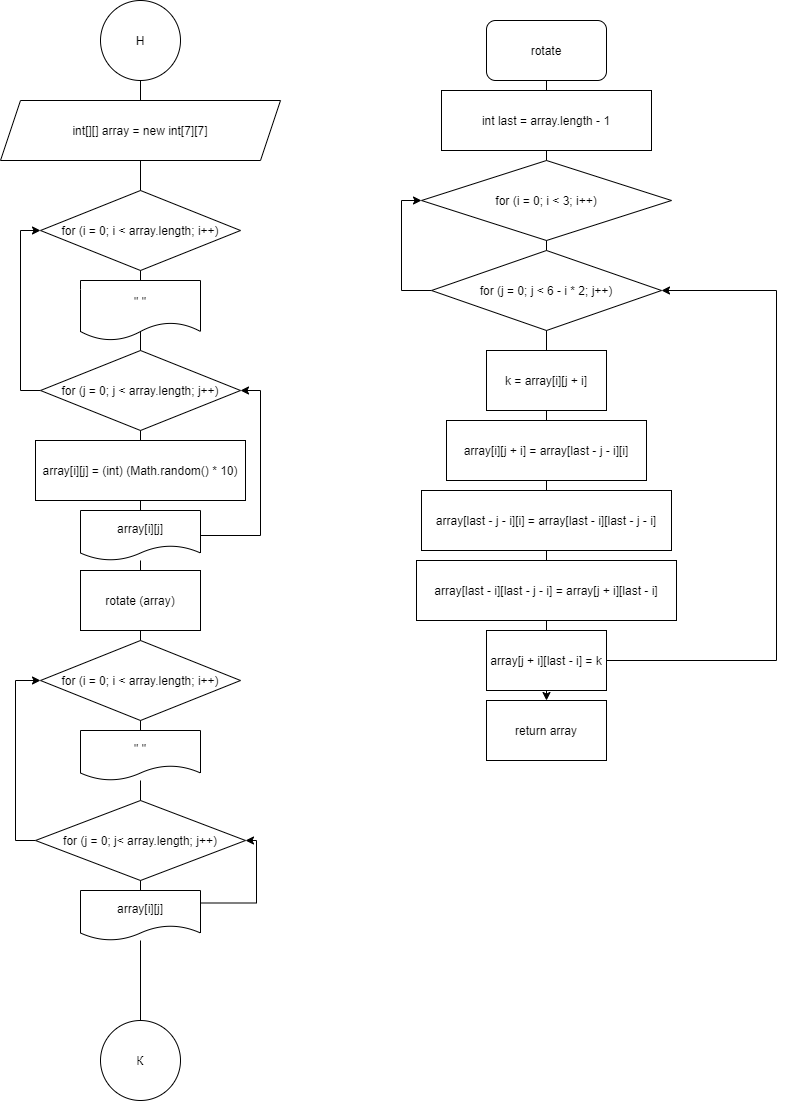 H
int[][] array = new int[7][7]
for (i = 0; i < array.length; i++)
" "
for (j = 0; j < array.length; j++)
array[i][j] = (int) (Math.random() * 10)
array[i][j]
rotate (array)
for (i = 0; i < array.length; i++)
" "
for (j = 0; j< array.length; j++)
array[i][j]
K
rotate
int last = array.length - 1
for (i = 0; i < 3; i++)
for (j = 0; j < 6 - i * 2; j++)
k = array[i][j + i]
array[i][j + i] = array[last - j - i][i]
array[last - j - i][i] = array[last - i][last - j - i]
array[last - i][last - j - i] = array[j + i][last - i]
array[j + i][last - i] = k
return array